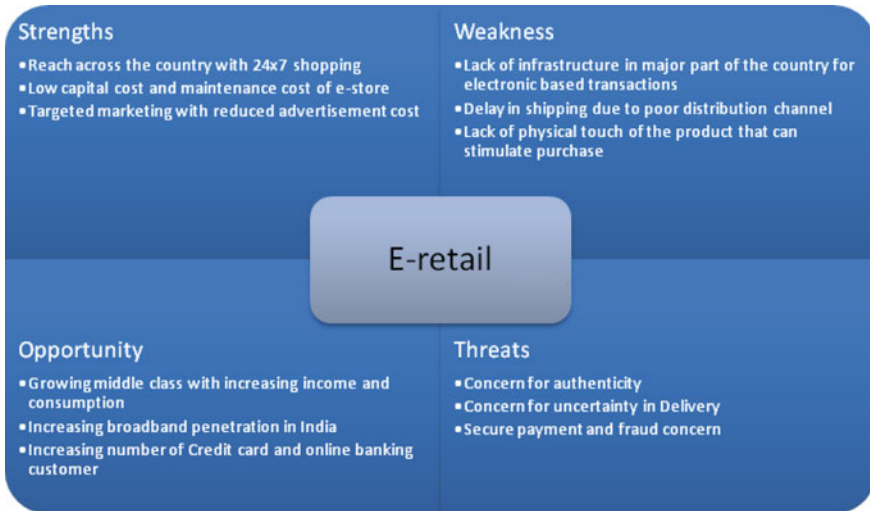 Strengths
•Reach across the country with 24x7 shopping
•Low capital cost and maintenance cost of e-store
•Targeted marketing with reduced advertisement cost
Weakness
•Lack of infrastructure in major part of the country for
electronic based transactions
•Delay in shipping due to poor distribution channel
•Lack of physical touch of the product that can
stimulate purchase
E-retail
Opportunity
•Growing middle class with increasing income and
consumption
•Increasing broadband penetration in India
•Increasing number of Credit card and online banking
customer
Threats
•Concern for authenticity
•Concern for uncertainty in Delivery
•Secure payment and fraud concern